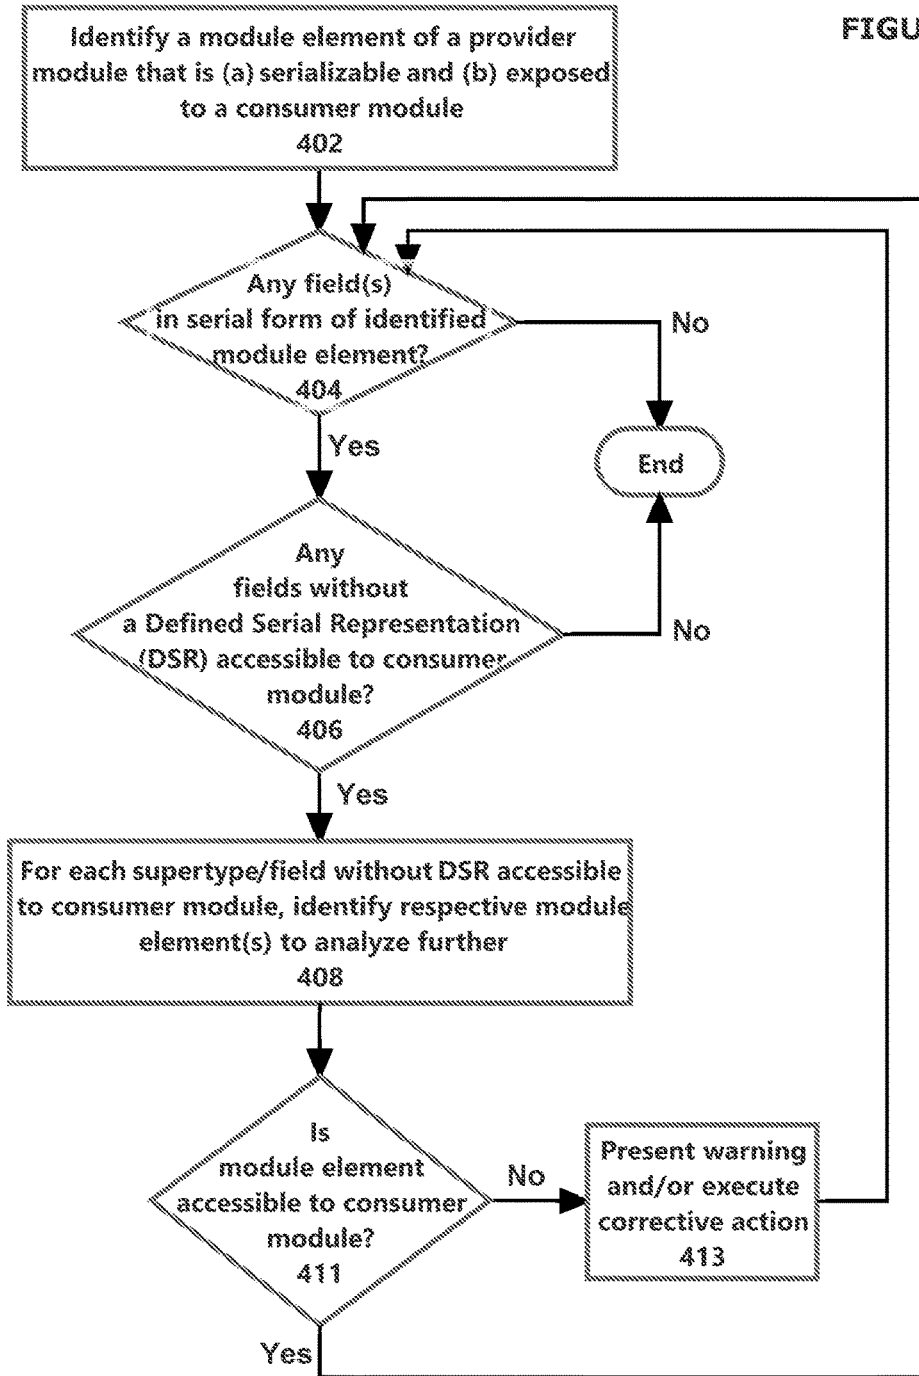 FIGU
Identify a module element of a provider
module that is (a) serializable and (b) exposed
to a consumer module
402
Any field(s)
in serial form of identified
module element?
404
No
Yes
End
Any
fields without
a Defined Serial Representation
(DSR) accessible to consumer
module?
406
No
Yes
For each supertype/field without DSR accessible
to consumer module, identify respective module
element(s) to analyze further
408
Is
module element
accessible to consumer
module?
411
No
Present warning
and/or execute
corrective action
413
Yes